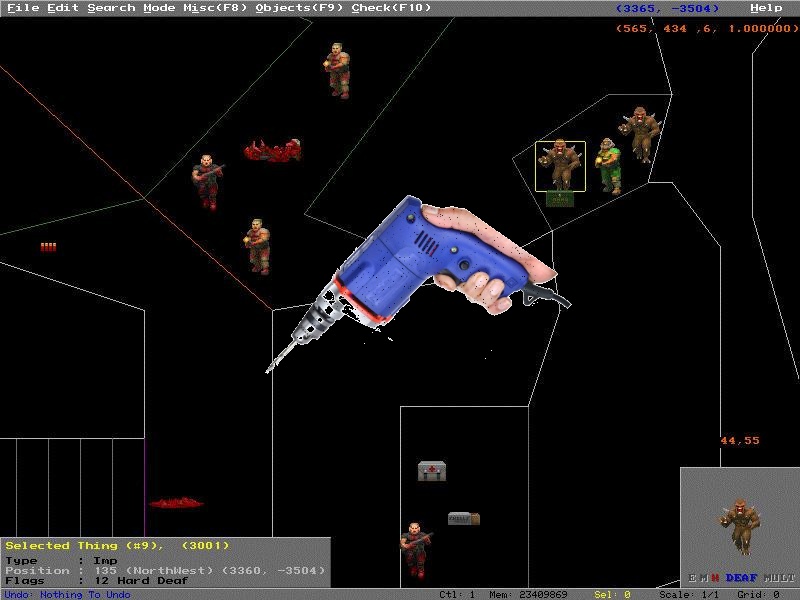 File Edit Search Mode Misc(F8) Objects(F9) Check(F10) (3365, -3504) Help
(565, 434 ,6, 1.000000)
44,55
Selected Thing (#9), (3001)
Type : Imp
Position : 135 (NorthWest) (3360, -3504)
Flags : 12 Hard Deaf
E M H DEAF MULT
Undo: Nothing To Undo Ctl: 1 Mem: 23409869 Sel: 0 Scale: 1/1 Grid: 0